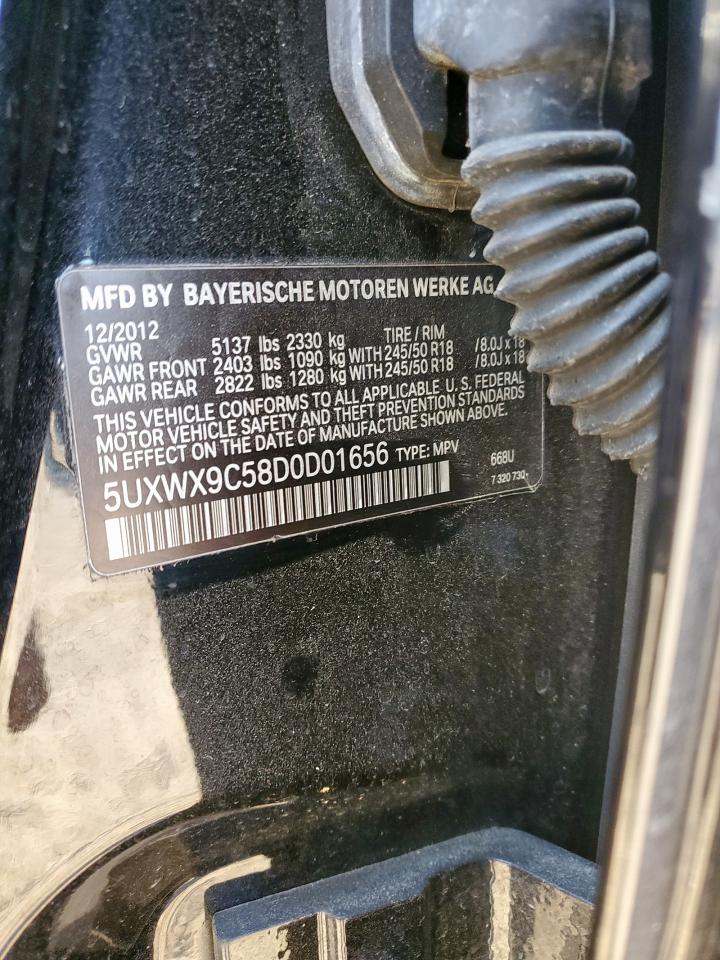 MFD BY BAYERISCHE MOTOREN WERKE AG
12/2012
GVWR 5137 lbs 2330 kg TIRE / RIM
GAWR FRONT 2403 lbs 1090 kg WITH 245/50 R18 / 8.0J x 18
GAWR REAR 2822 lbs 1280 kg WITH 245/50 R18 / 8.0J x 18
THIS VEHICLE CONFORMS TO ALL APPLICABLE U.S. FEDERAL
MOTOR VEHICLE SAFETY AND THEFT PREVENTION STANDARDS
IN EFFECT ON THE DATE OF MANUFACTURE SHOWN ABOVE.
5UXWX9C58D0D01656 TYPE: MPV 668U
7 320 730